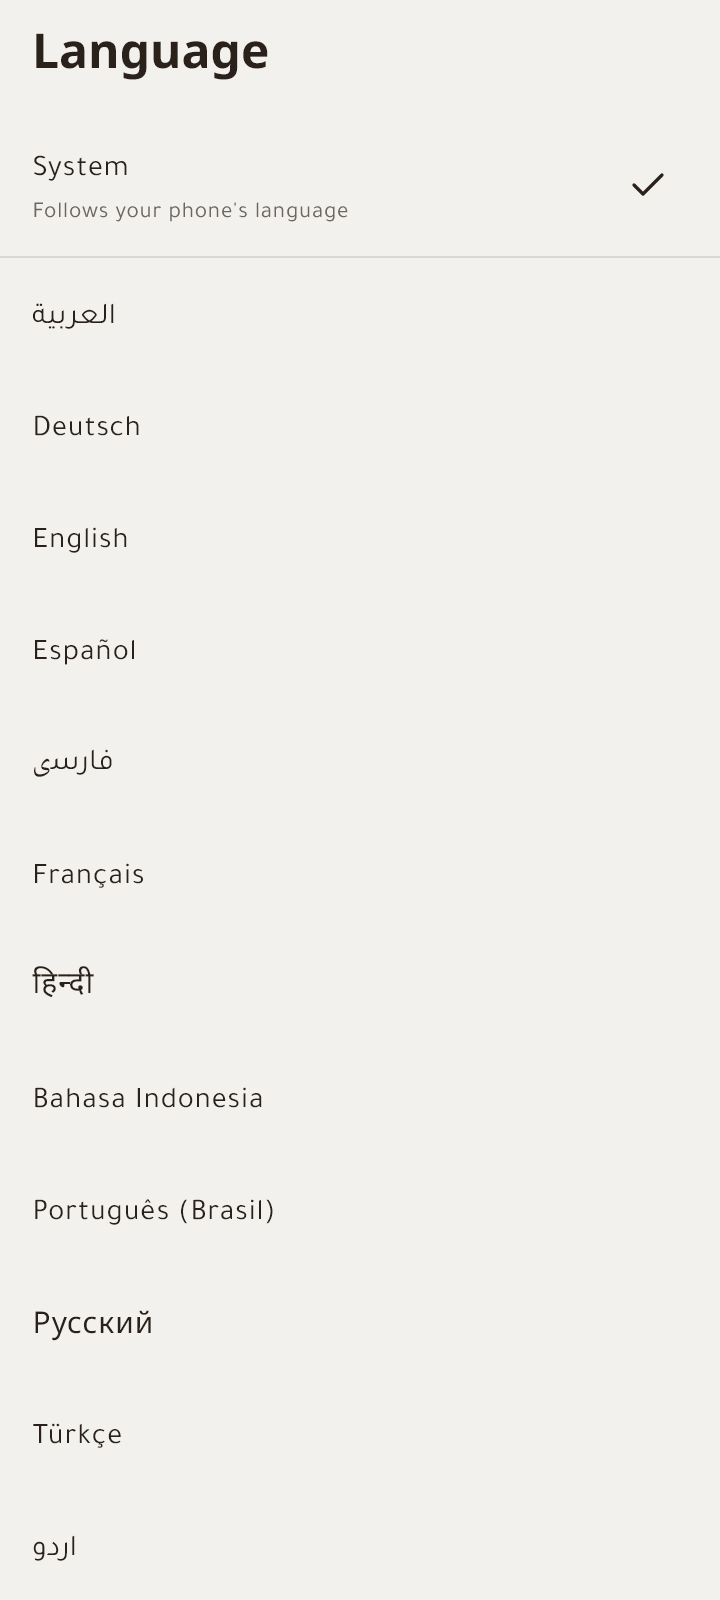 Language
System
Follows your phone's language
العربية
Deutsch
English
Español
فارسی
Français
हिन्दी
Bahasa Indonesia
Português (Brasil)
Русский
Türkçe
اردو